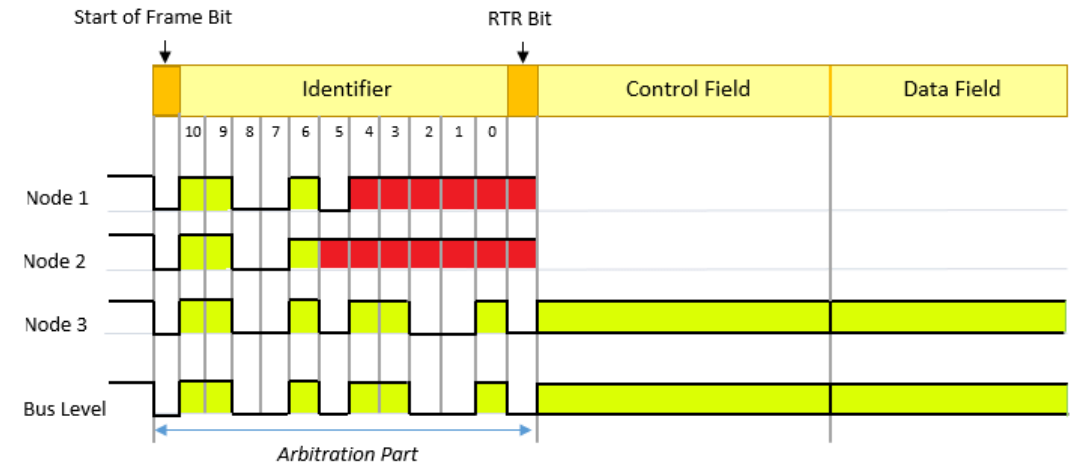 Start of Frame Bit RTR Bit
Identifier Control Field Data Field
10 9 8 7 6 5 4 3 2 1 0
Node 1
Node 2
Node 3
Bus Level
Arbitration Part